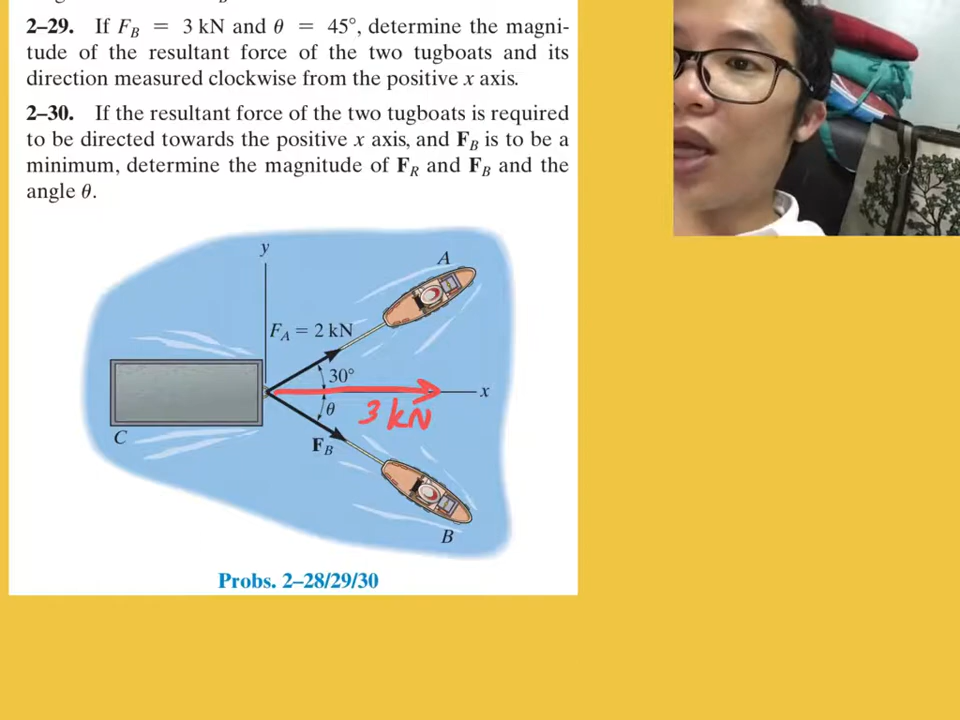 2–29. If F_B = 3 kN and θ = 45°, determine the magni-
tude of the resultant force of the two tugboats and its
direction measured clockwise from the positive x axis.
2–30. If the resultant force of the two tugboats is required
to be directed towards the positive x axis, and F_B is to be a
minimum, determine the magnitude of F_R and F_B and the
angle θ.
y
A
F_A = 2 kN
30°
x
θ
3 kN
F_B
C
B
Probs. 2–28/29/30